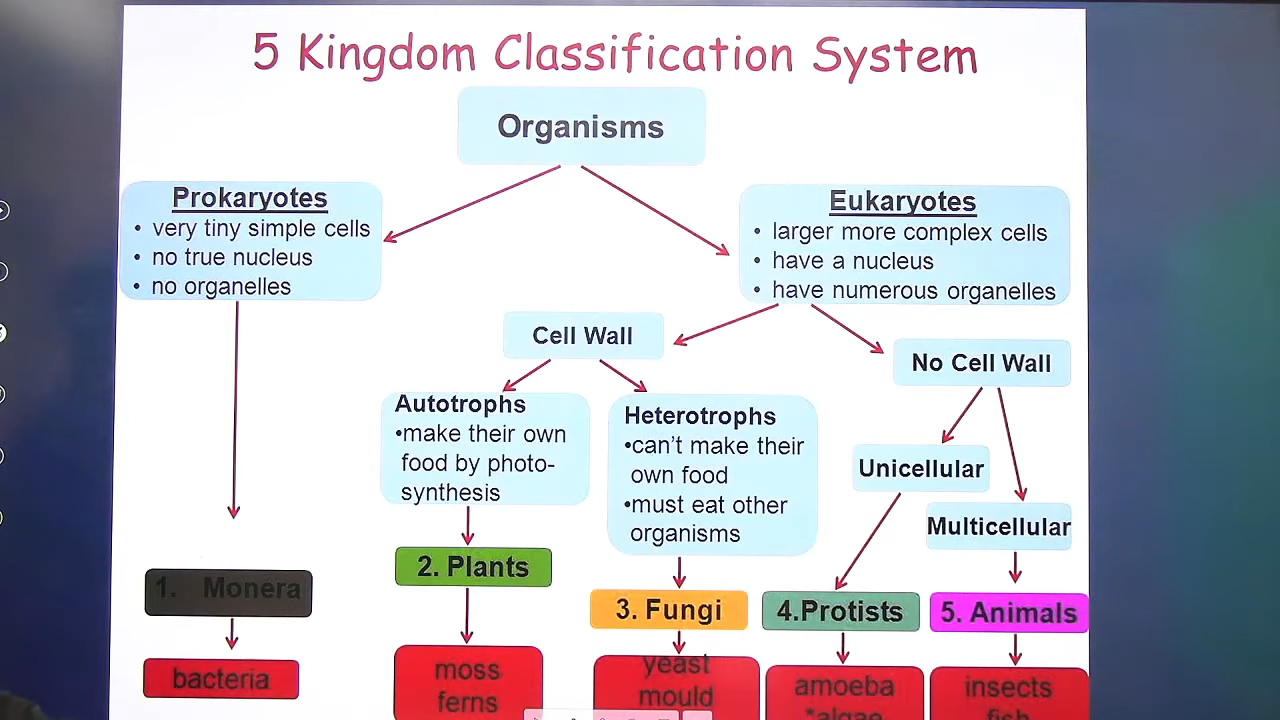 5 Kingdom Classification System
Organisms
Prokaryotes
• very tiny simple cells
• no true nucleus
• no organelles
Eukaryotes
• larger more complex cells
• have a nucleus
• have numerous organelles
Cell Wall
No Cell Wall
Autotrophs
•make their own
food by photo-
synthesis
Heterotrophs
•can't make their
own food
•must eat other
organisms
Unicellular
Multicellular
1. Monera
2. Plants
3. Fungi
4.Protists
5. Animals
bacteria
moss
ferns
yeast
mould
amoeba
*algae
insects
fish